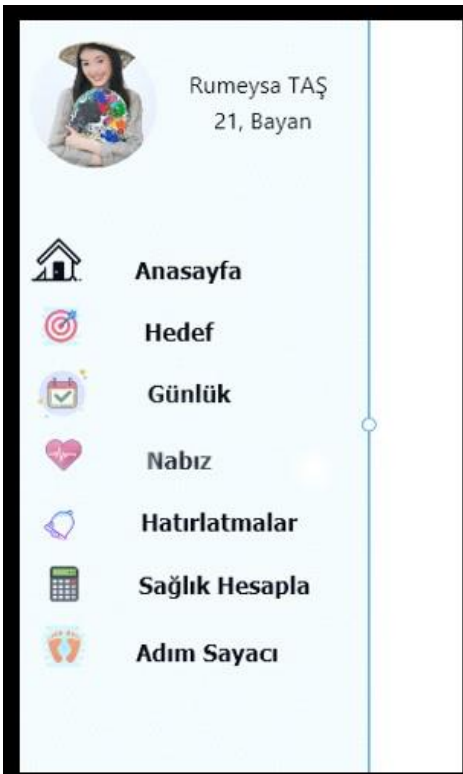 Rumeysa TAŞ
21, Bayan
Anasayfa
Hedef
Günlük
Nabız
Hatırlatmalar
Sağlık Hesapla
Adım Sayacı